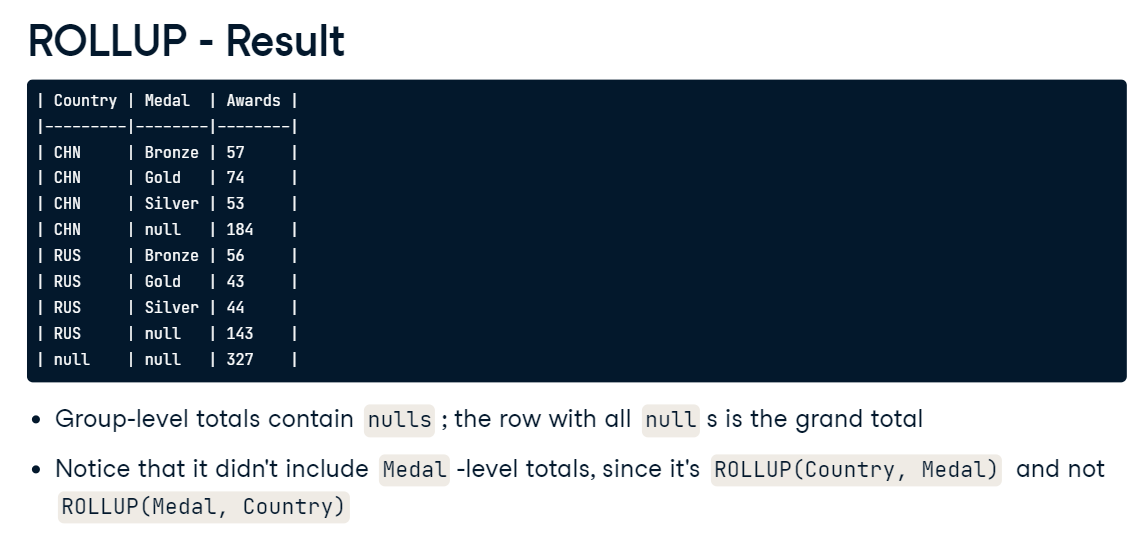 ROLLUP - Result
| Country | Medal  | Awards |
|---------|--------|--------|
| CHN     | Bronze | 57     |
| CHN     | Gold   | 74     |
| CHN     | Silver | 53     |
| CHN     | null   | 184    |
| RUS     | Bronze | 56     |
| RUS     | Gold   | 43     |
| RUS     | Silver | 44     |
| RUS     | null   | 143    |
| null    | null   | 327    |
• Group-level totals contain nulls ; the row with all null s is the grand total
• Notice that it didn't include Medal -level totals, since it's ROLLUP(Country, Medal) and not
ROLLUP(Medal, Country)